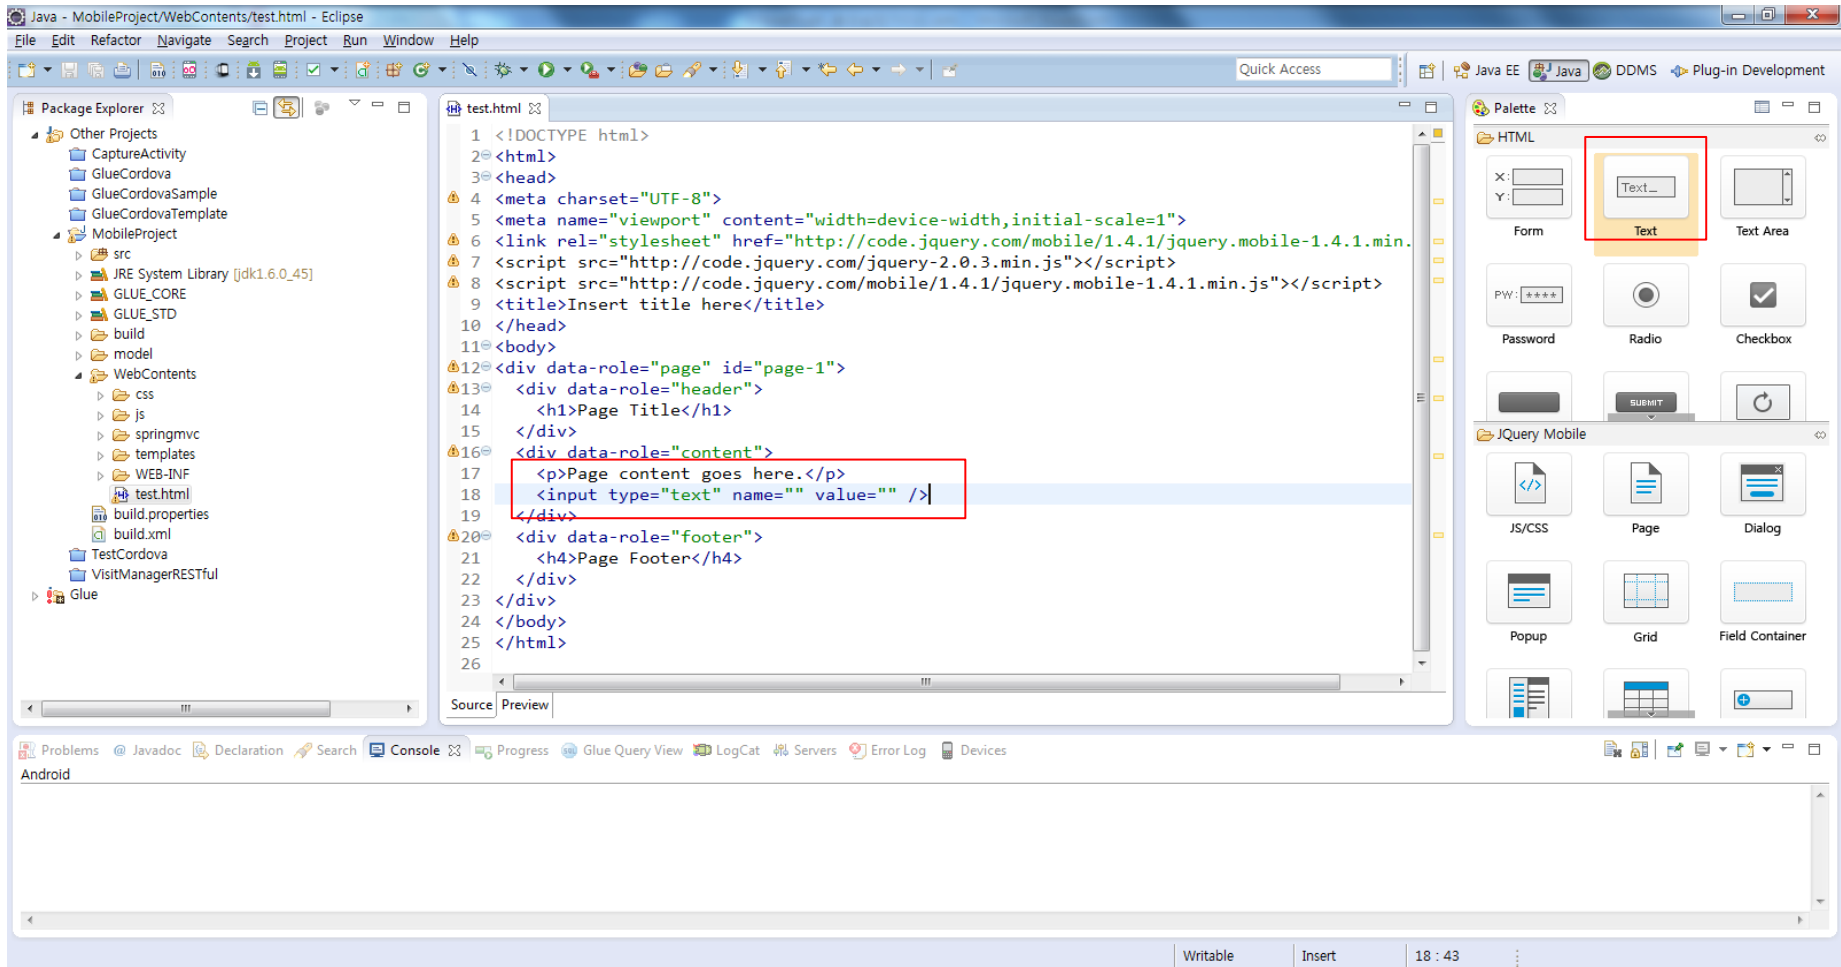 Java - MobileProject/WebContents/test.html - Eclipse
File Edit Refactor Navigate Search Project Run Window Help
Quick Access
Java EE Java DDMS Plug-in Development
Package Explorer
Other Projects
CaptureActivity
GlueCordova
GlueCordovaSample
GlueCordovaTemplate
MobileProject
src
JRE System Library [jdk1.6.0_45]
GLUE_CORE
GLUE_STD
build
model
WebContents
css
js
springmvc
templates
WEB-INF
test.html
build.properties
build.xml
TestCordova
VisitManagerRESTful
Glue
test.html
1 <!DOCTYPE html>
2 <html>
3 <head>
4 <meta charset="UTF-8">
5 <meta name="viewport" content="width=device-width,initial-scale=1">
6 <link rel="stylesheet" href="http://code.jquery.com/mobile/1.4.1/jquery.mobile-1.4.1.min.
7 <script src="http://code.jquery.com/jquery-2.0.3.min.js"></script>
8 <script src="http://code.jquery.com/mobile/1.4.1/jquery.mobile-1.4.1.min.js"></script>
9 <title>Insert title here</title>
10 </head>
11 <body>
12 <div data-role="page" id="page-1">
13 <div data-role="header">
14 <h1>Page Title</h1>
15 </div>
16 <div data-role="content">
17 <p>Page content goes here.</p>
18 <input type="text" name="" value="" />
19 </div>
20 <div data-role="footer">
21 <h4>Page Footer</h4>
22 </div>
23 </div>
24 </body>
25 </html>
26
Source Preview
Palette
HTML
X:
Y:
Text_
Form Text Text Area
PW: ****
Password Radio Checkbox
SUBMIT
JQuery Mobile
</>
JS/CSS Page Dialog
Popup Grid Field Container
Problems @ Javadoc Declaration Search Console Progress Glue Query View LogCat Servers Error Log Devices
Android
Writable Insert 18 : 43